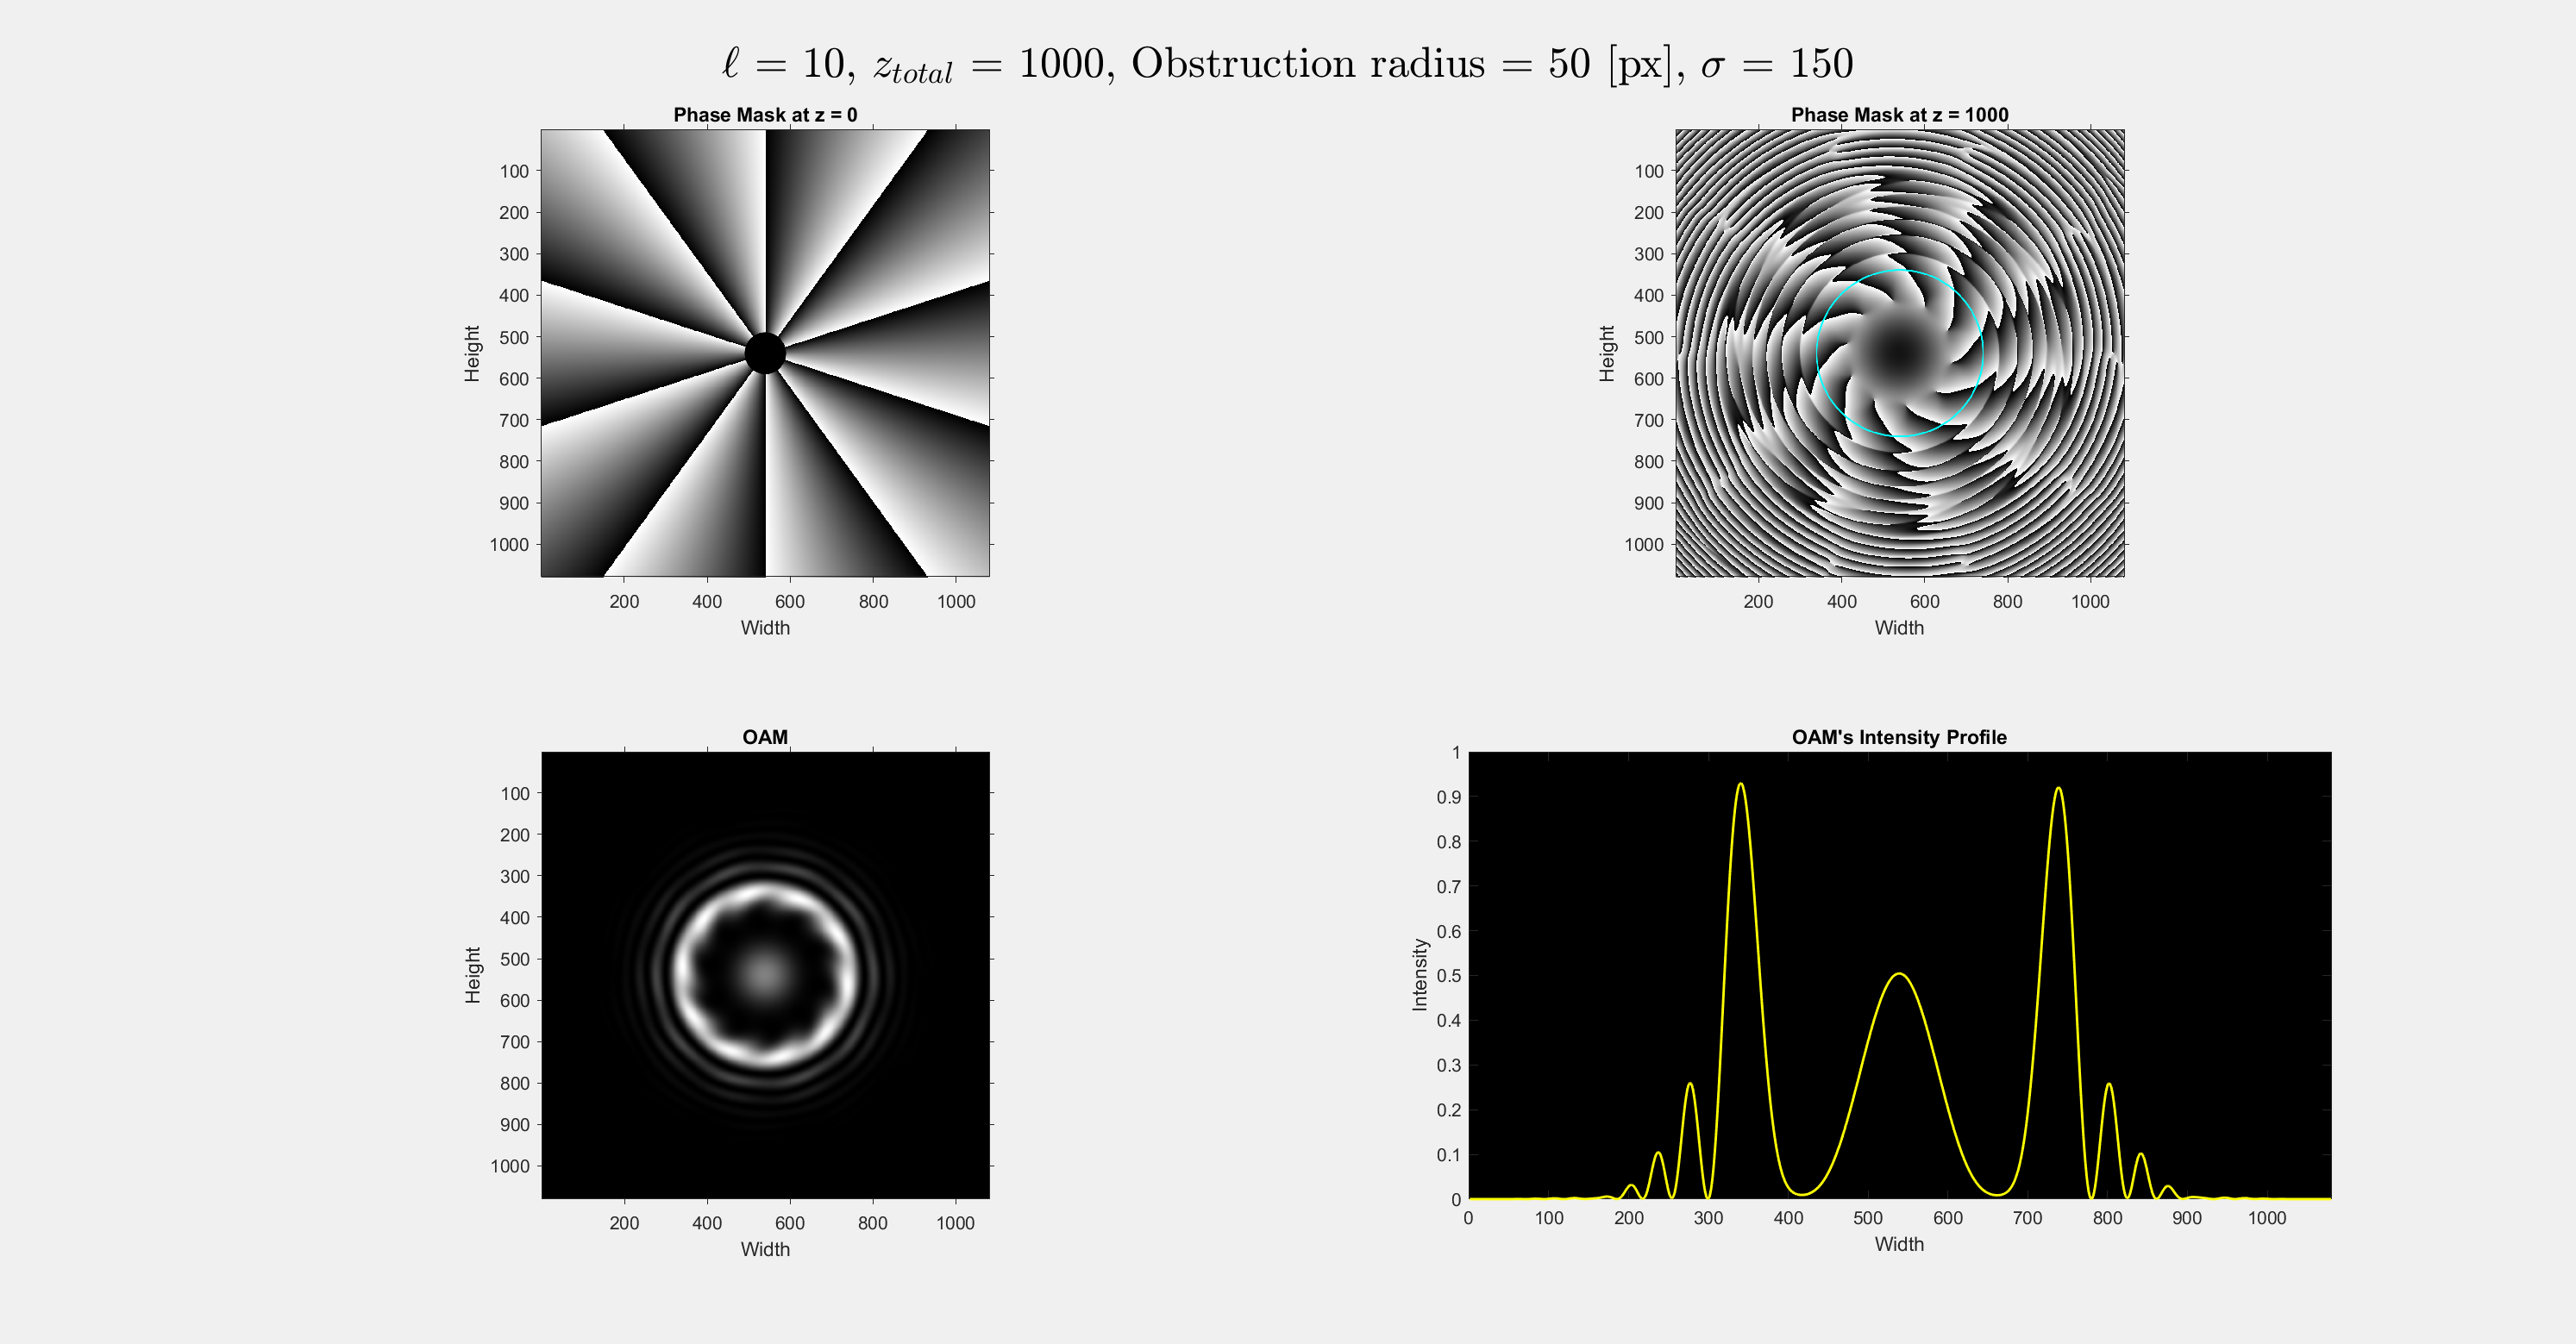 ℓ = 10, z_total = 1000, Obstruction radius = 50 [px], σ = 150
Phase Mask at z = 0
100
200
300
400
500
600
700
800
900
1000
Height
200 400 600 800 1000
Width
Phase Mask at z = 1000
100
200
300
400
500
600
700
800
900
1000
Height
200 400 600 800 1000
Width
OAM
100
200
300
400
500
600
700
800
900
1000
Height
200 400 600 800 1000
Width
OAM's Intensity Profile
1
0.9
0.8
0.7
0.6
0.5
0.4
0.3
0.2
0.1
0
Intensity
0 100 200 300 400 500 600 700 800 900 1000
Width